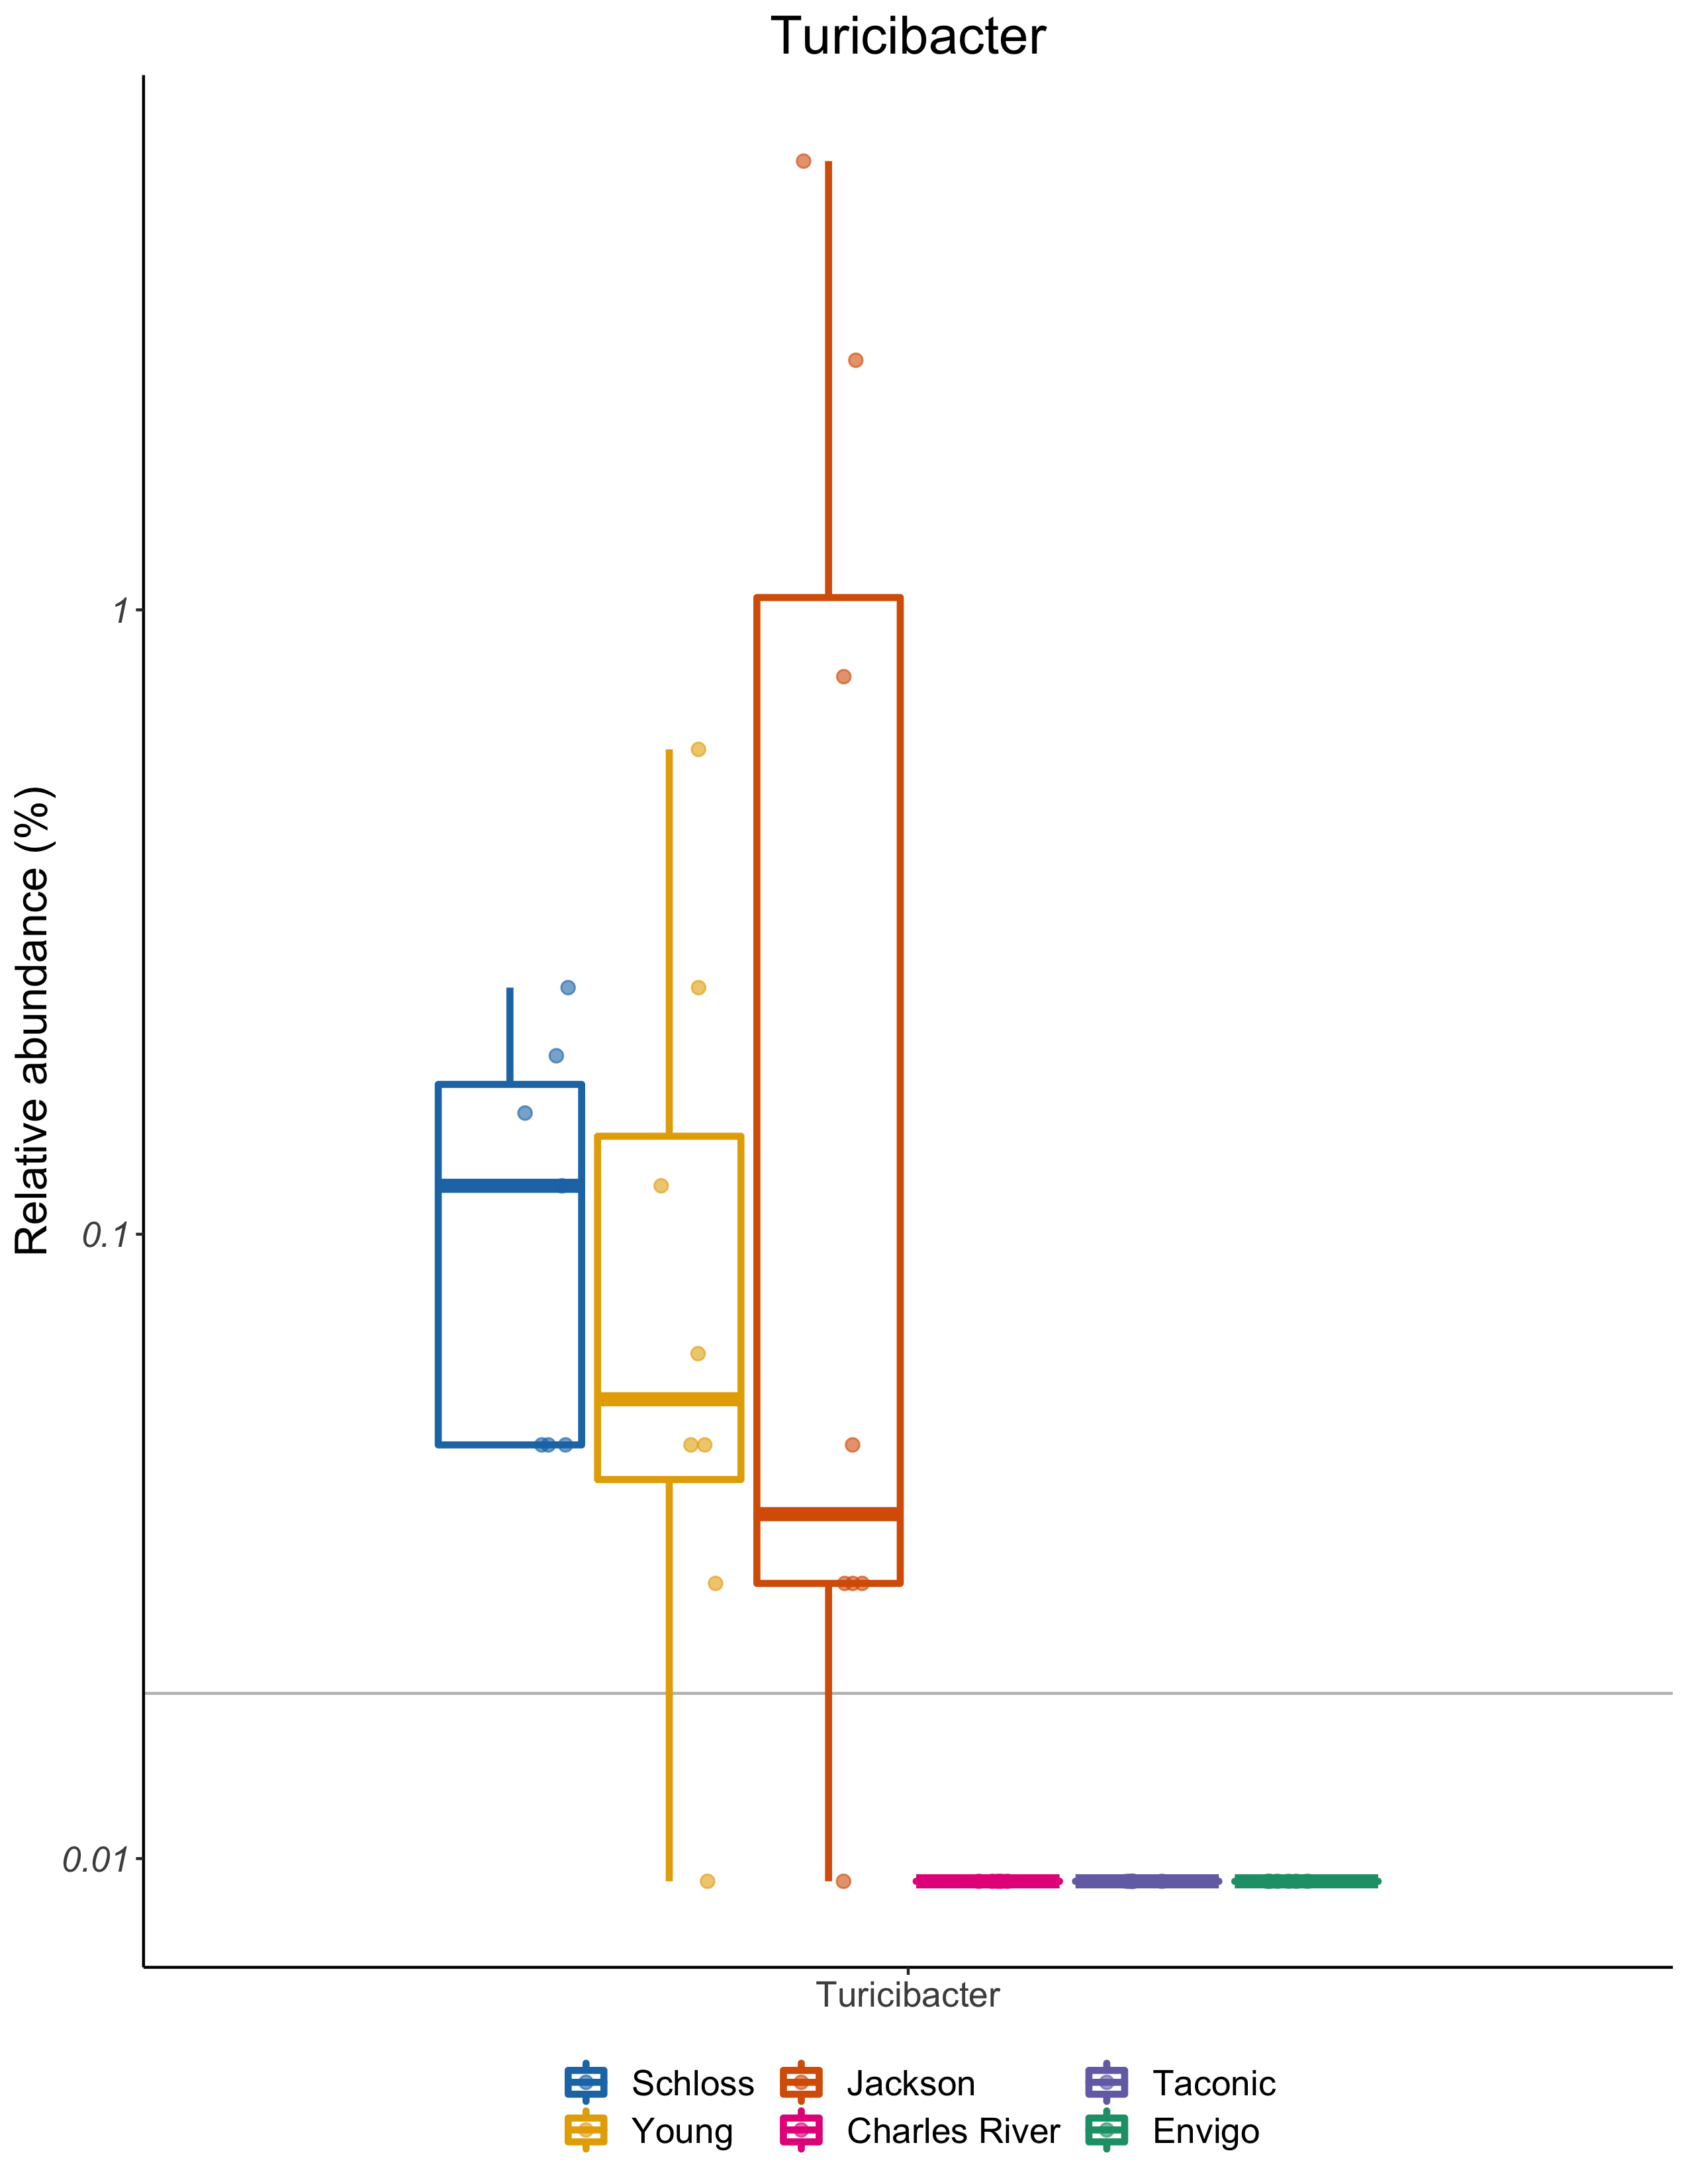 Turicibacter
Relative abundance (%)
1
0.1
0.01
Turicibacter
Schloss
Jackson
Taconic
Young
Charles River
Envigo